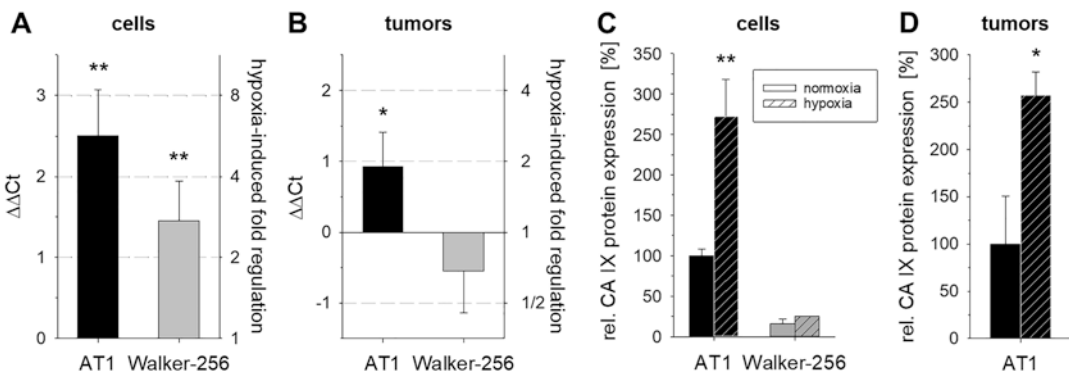 A cells
ΔΔCt
3
2
1
0
**
**
8
4
2
1
hypoxia-induced fold regulation
AT1 Walker-256
B tumors
ΔΔCt
2
1
0
-1
*
4
2
1
1/2
hypoxia-induced fold regulation
AT1 Walker-256
C cells
rel. CA IX protein expression [%]
350
300
250
200
150
100
50
0
**
normoxia
hypoxia
AT1 Walker-256
D tumors
rel. CA IX protein expression [%]
300
250
200
150
100
50
0
*
AT1